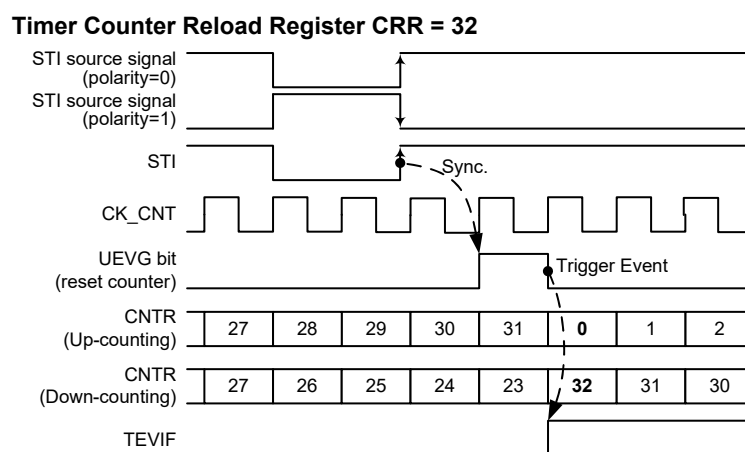 Timer Counter Reload Register CRR = 32
STI source signal
(polarity=0)
STI source signal
(polarity=1)
STI
Sync.
CK_CNT
UEVG bit
(reset counter)
Trigger Event
CNTR
(Up-counting)
27 28 29 30 31 0 1 2
CNTR
(Down-counting)
27 26 25 24 23 32 31 30
TEVIF